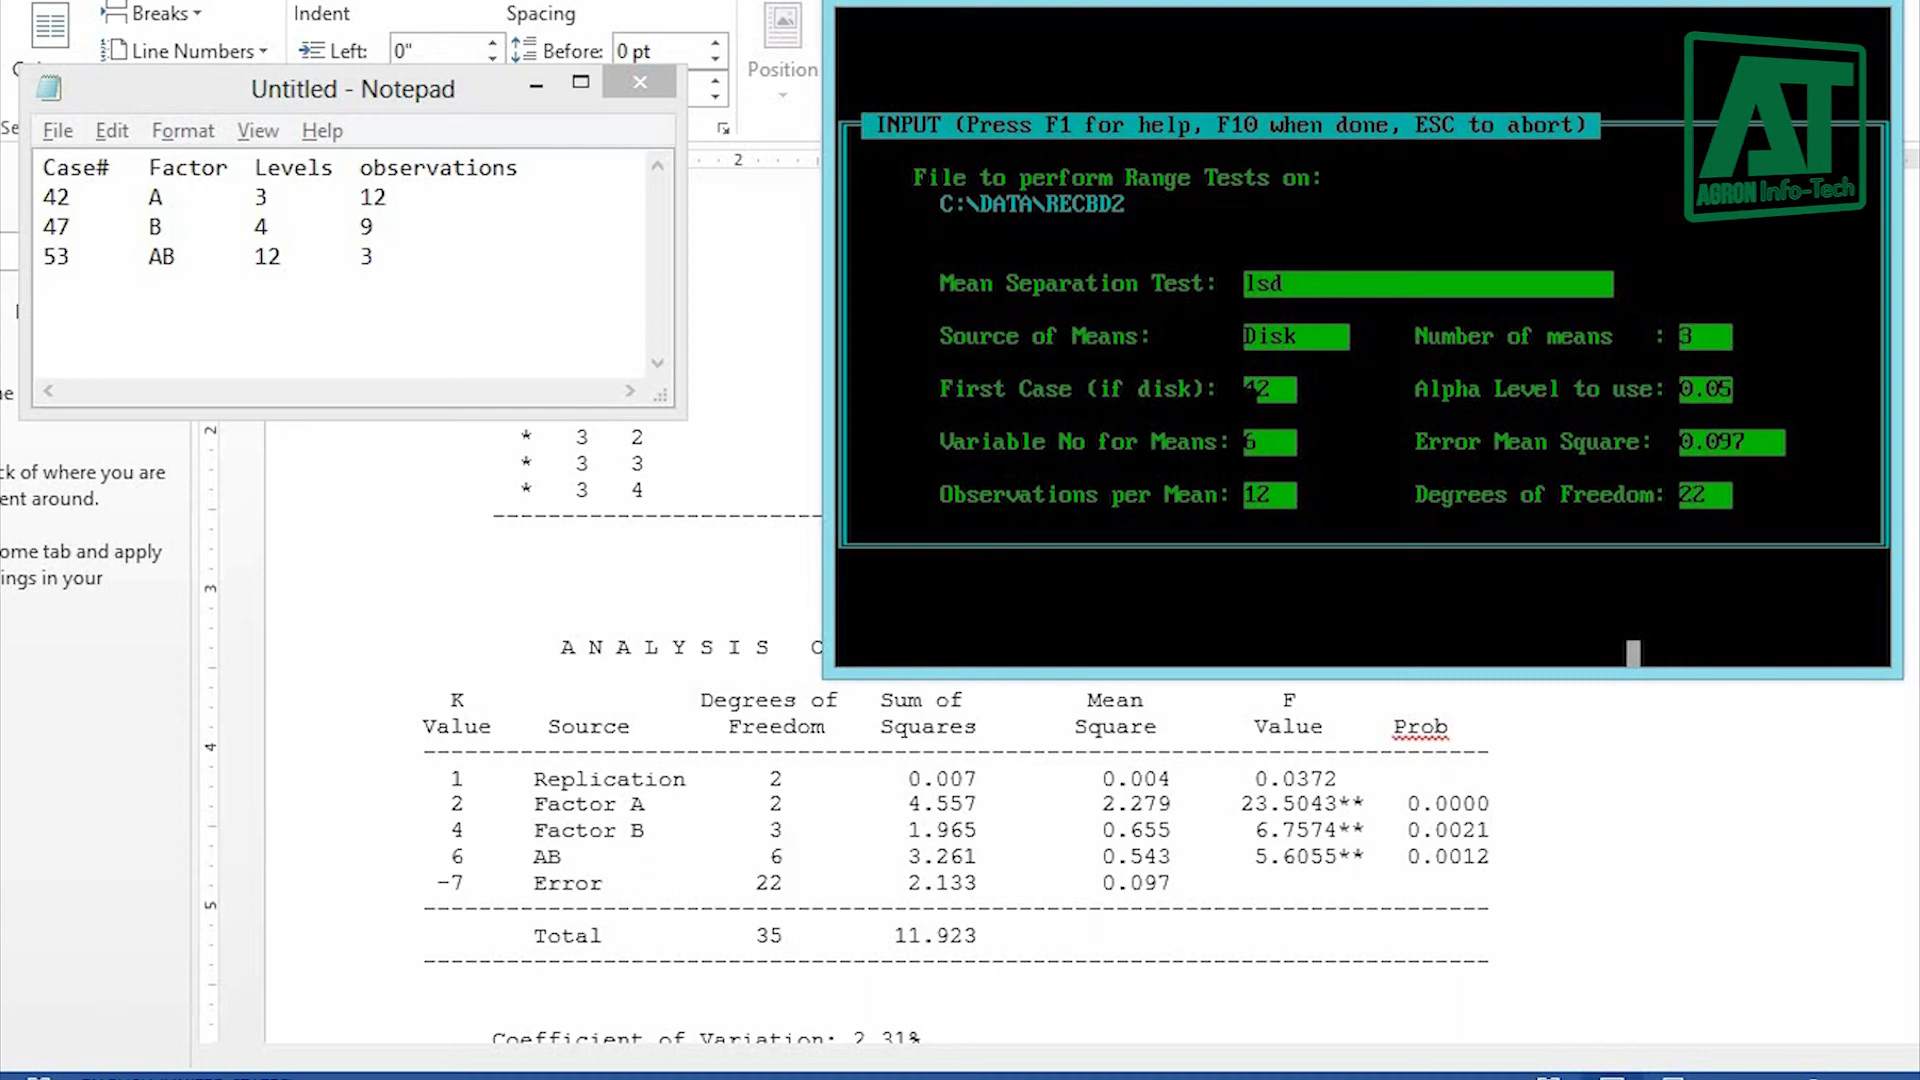 Breaks
Indent
Spacing
Line Numbers
Left:
0"
Before:
0 pt
Position
Untitled - Notepad
File Edit Format View Help
Case# Factor Levels observations
42 A 3 12
47 B 4 9
53 AB 12 3
2
INPUT (Press F1 for help, F10 when done, ESC to abort)
File to perform Range Tests on:
C:\DATA\RECBD2
Mean Separation Test: lsd
Source of Means: Disk Number of means : 3
First Case (if disk): 42 Alpha Level to use: 0.05
Variable No for Means: 6 Error Mean Square: 0.097
Observations per Mean: 12 Degrees of Freedom: 22
AT
AGRON Info-Tech
ck of where you are
ent around.
ome tab and apply
ings in your
2
3
4
5
* 3 2
* 3 3
* 3 4
A N A L Y S I S
K Degrees of Sum of Mean F
Value Source Freedom Squares Square Value Prob
1 Replication 2 0.007 0.004 0.0372
2 Factor A 2 4.557 2.279 23.5043** 0.0000
4 Factor B 3 1.965 0.655 6.7574** 0.0021
6 AB 6 3.261 0.543 5.6055** 0.0012
-7 Error 22 2.133 0.097
Total 35 11.923
Coefficient of Variation: 2.31%